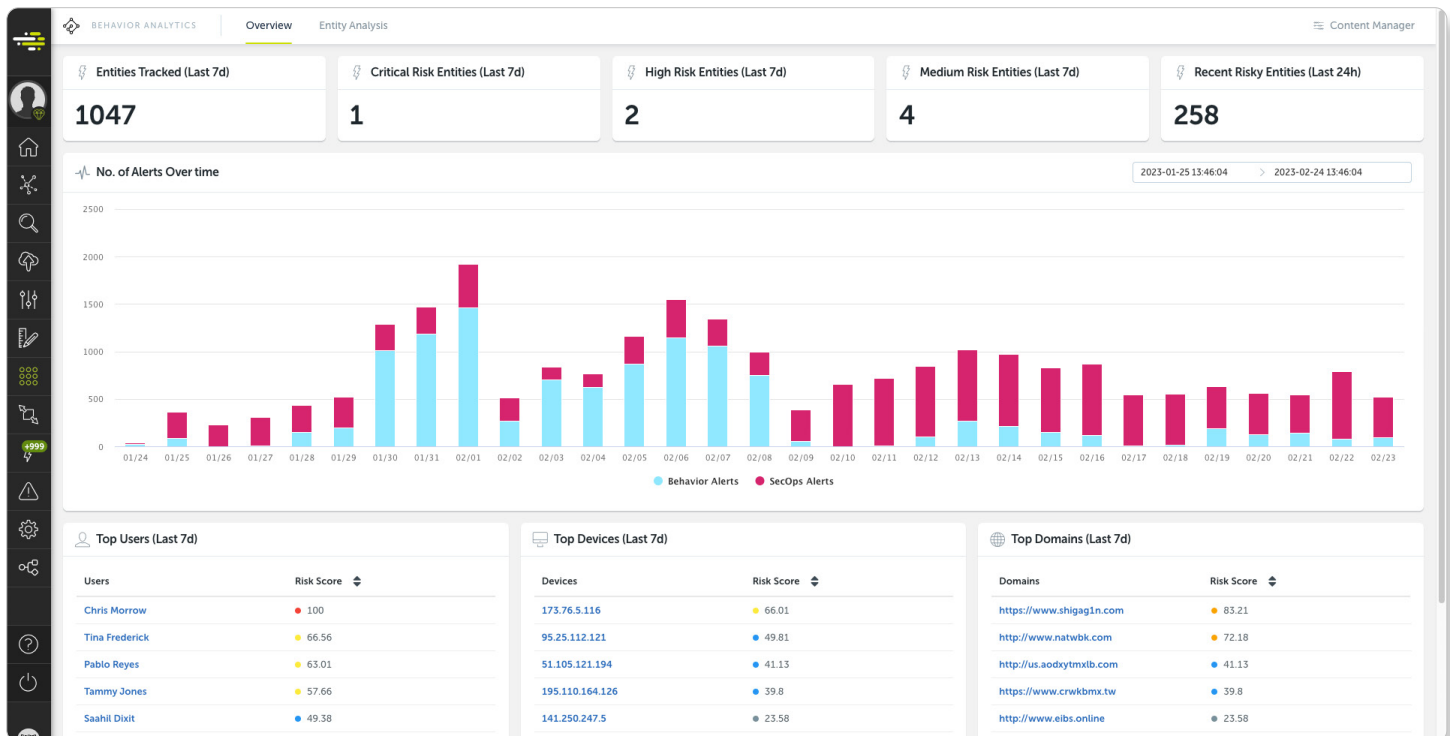 BEHAVIOR ANALYTICS Overview Entity Analysis Content Manager
Entities Tracked (Last 7d) Critical Risk Entities (Last 7d) High Risk Entities (Last 7d) Medium Risk Entities (Last 7d) Recent Risky Entities (Last 24h)
1047 1 2 4 258
No. of Alerts Over time 2023-01-25 13:46:04 > 2023-02-24 13:46:04
2500
2000
1500
1000
500
0
01/24 01/25 01/26 01/27 01/28 01/29 01/30 01/31 02/01 02/02 02/03 02/04 02/05 02/06 02/07 02/08 02/09 02/10 02/11 02/12 02/13 02/14 02/15 02/16 02/17 02/18 02/19 02/20 02/21 02/22 02/23
+999
Behavior Alerts SecOps Alerts
Top Users (Last 7d) Top Devices (Last 7d) Top Domains (Last 7d)
Users Risk Score Devices Risk Score Domains Risk Score
Chris Morrow 100 173.76.5.116 66.01 https://www.shigag1n.com 83.21
Tina Frederick 66.56 95.25.112.121 49.81 http://www.natwbk.com 72.18
Pablo Reyes 63.01 51.105.121.194 41.13 http://us.aodxytmxlb.com 41.13
Tammy Jones 57.66 195.110.164.126 39.8 https://www.crwkbmx.tw 39.8
Saahil Dixit 49.38 141.250.247.5 23.58 http://www.eibs.online 23.58